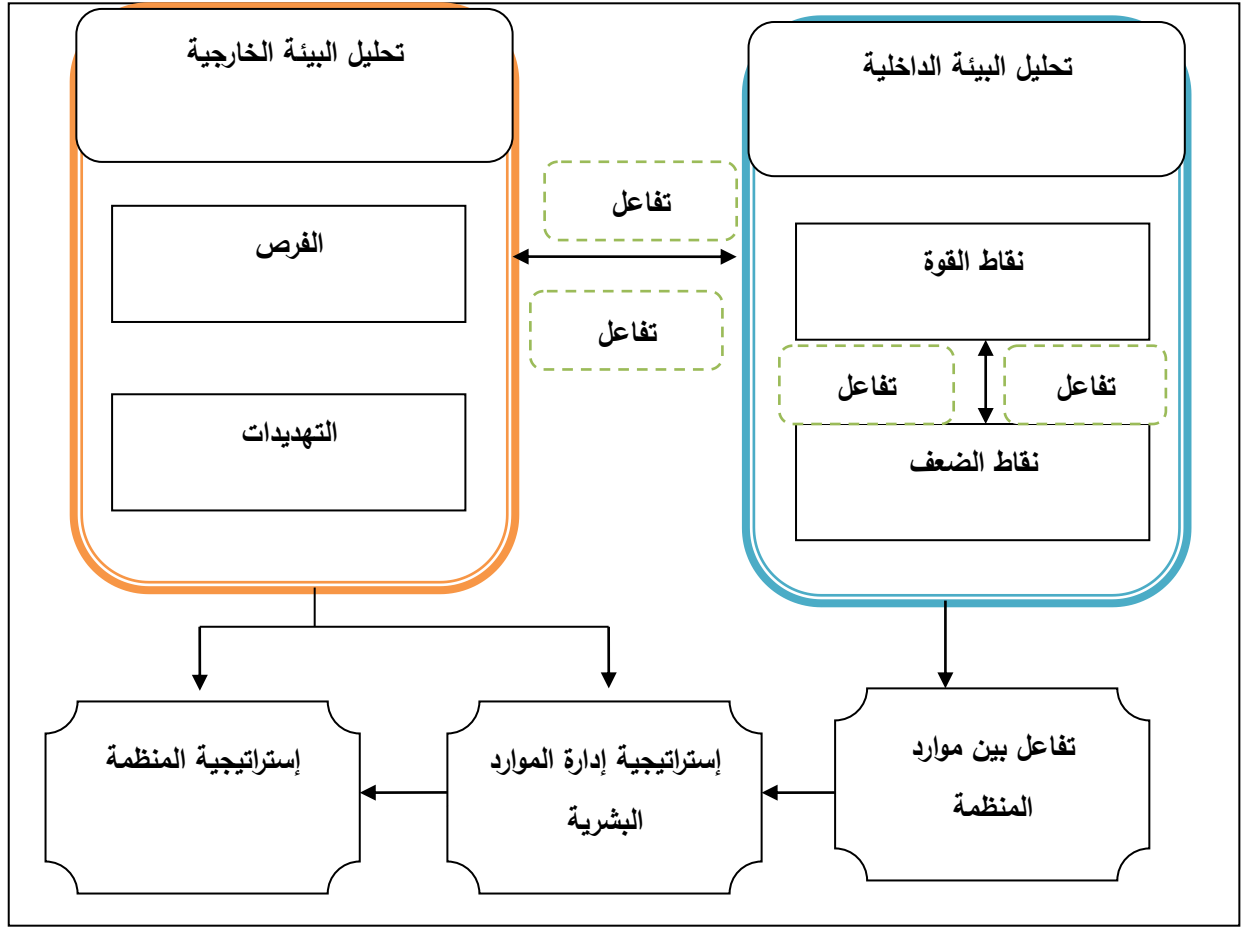 تحليل البيئة الداخلية
نقاط القوة
تفاعل
تفاعل
نقاط الضعف
تفاعل
تفاعل
تحليل البيئة الخارجية
الفرص
التهديدات
تفاعل بين موارد
المنظمة
إستراتيجية إدارة الموارد
البشرية
إستراتيجية المنظمة